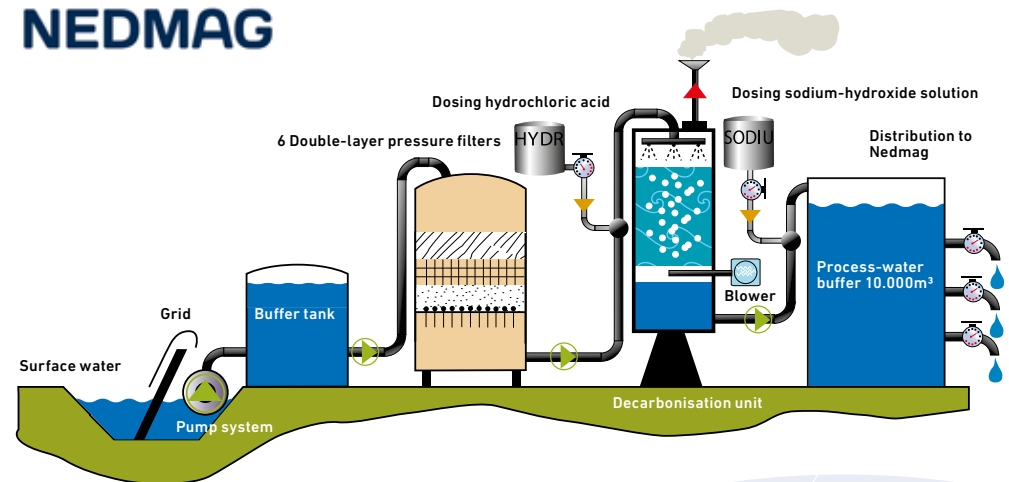 NEDMAG
Dosing hydrochloric acid
Dosing sodium-hydroxide solution
6 Double-layer pressure filters
HYDR
SODIU
Distribution to
Nedmag
Process-water
buffer 10.000m³
Blower
Grid
Buffer tank
Surface water
Pump system
Decarbonisation unit